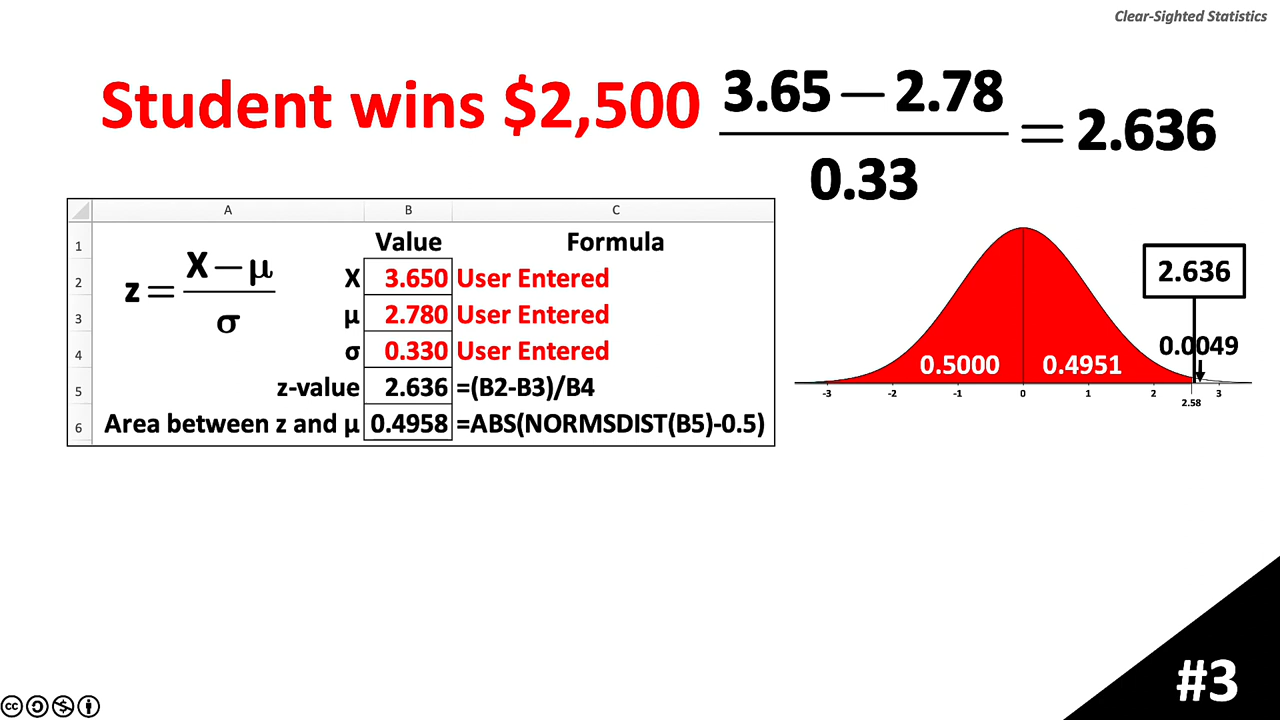 Clear-Sighted Statistics
Student wins $2,500
3.65 — 2.78
0.33
= 2.636
A B C
1 Value Formula
z = X — μ
σ
2 X 3.650 User Entered
3 μ 2.780 User Entered
4 σ 0.330 User Entered
5 z-value 2.636 =(B2-B3)/B4
6 Area between z and μ 0.4958 =ABS(NORMSDIST(B5)-0.5)
2.636
0.0049
0.5000 0.4951
-3 -2 -1 0 1 2 3
2.58
#3
cc